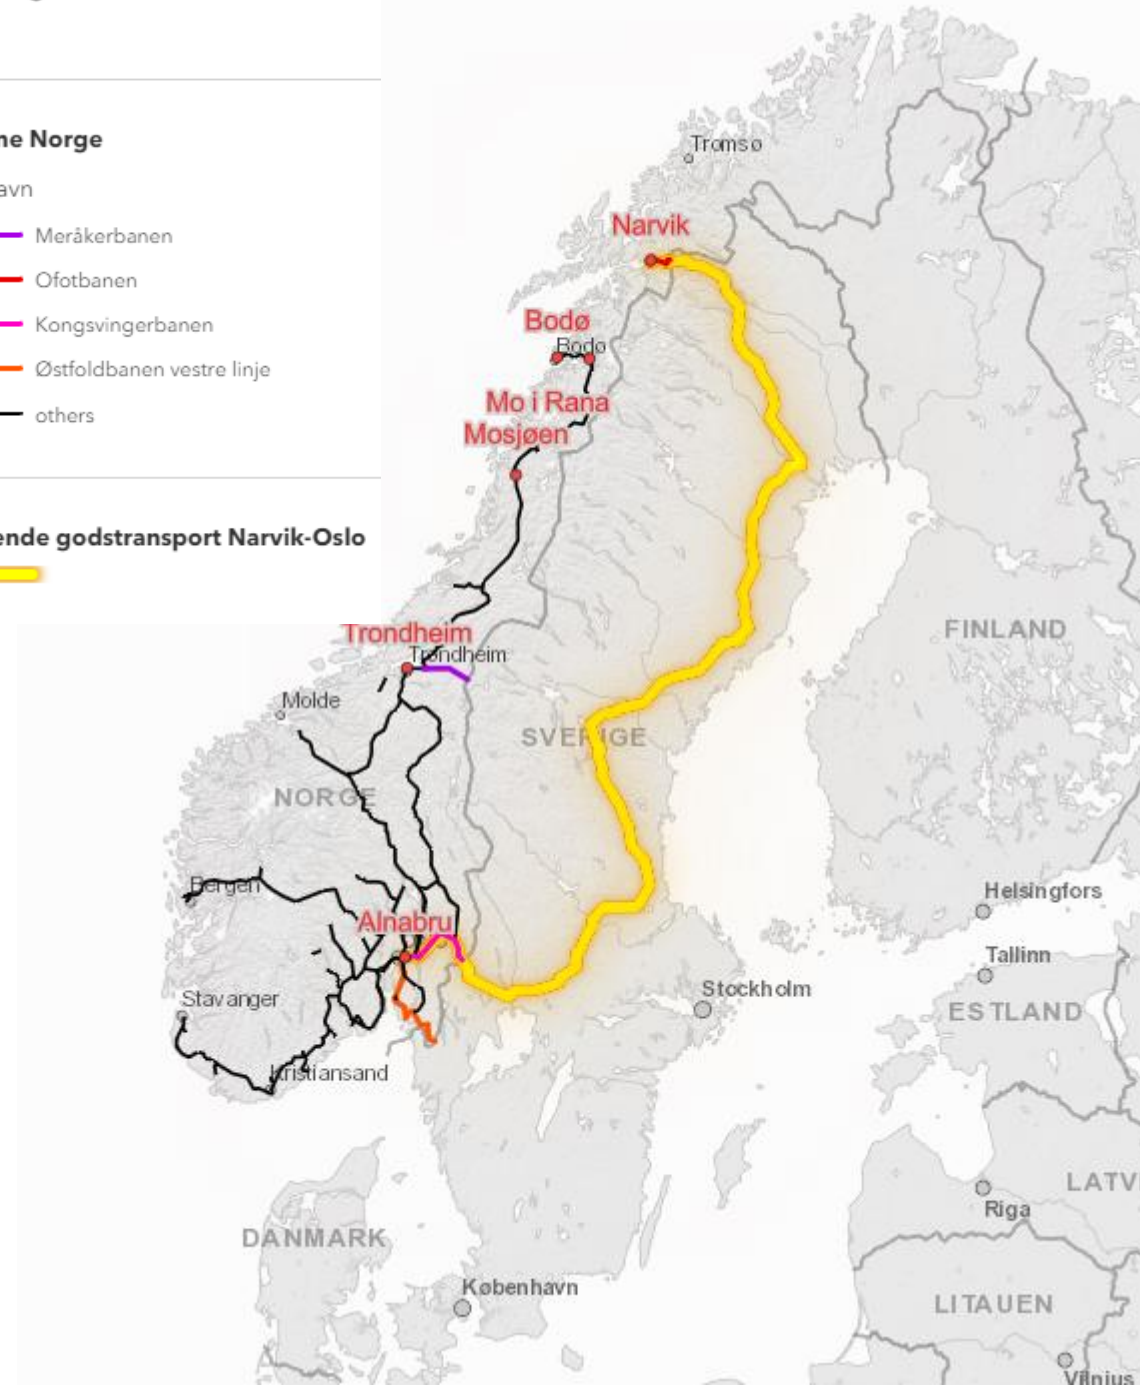 ne Norge
avn
Meråkerbanen
Ofotbanen
Kongsvingerbanen
Østfoldbanen vestre linje
others
ende godstransport Narvik-Oslo
Tromsø
Narvik
Bodø
Bodø
Mo i Rana
Mosjøen
Trondheim
Trondheim
Molde
FINLAND
SVERIGE
NORGE
Bergen
Helsingfors
Alnabru
Tallinn
Stavanger
Stockholm
ESTLAND
Kristiansand
LATV
Riga
DANMARK
København
LITAUEN
Vilnius